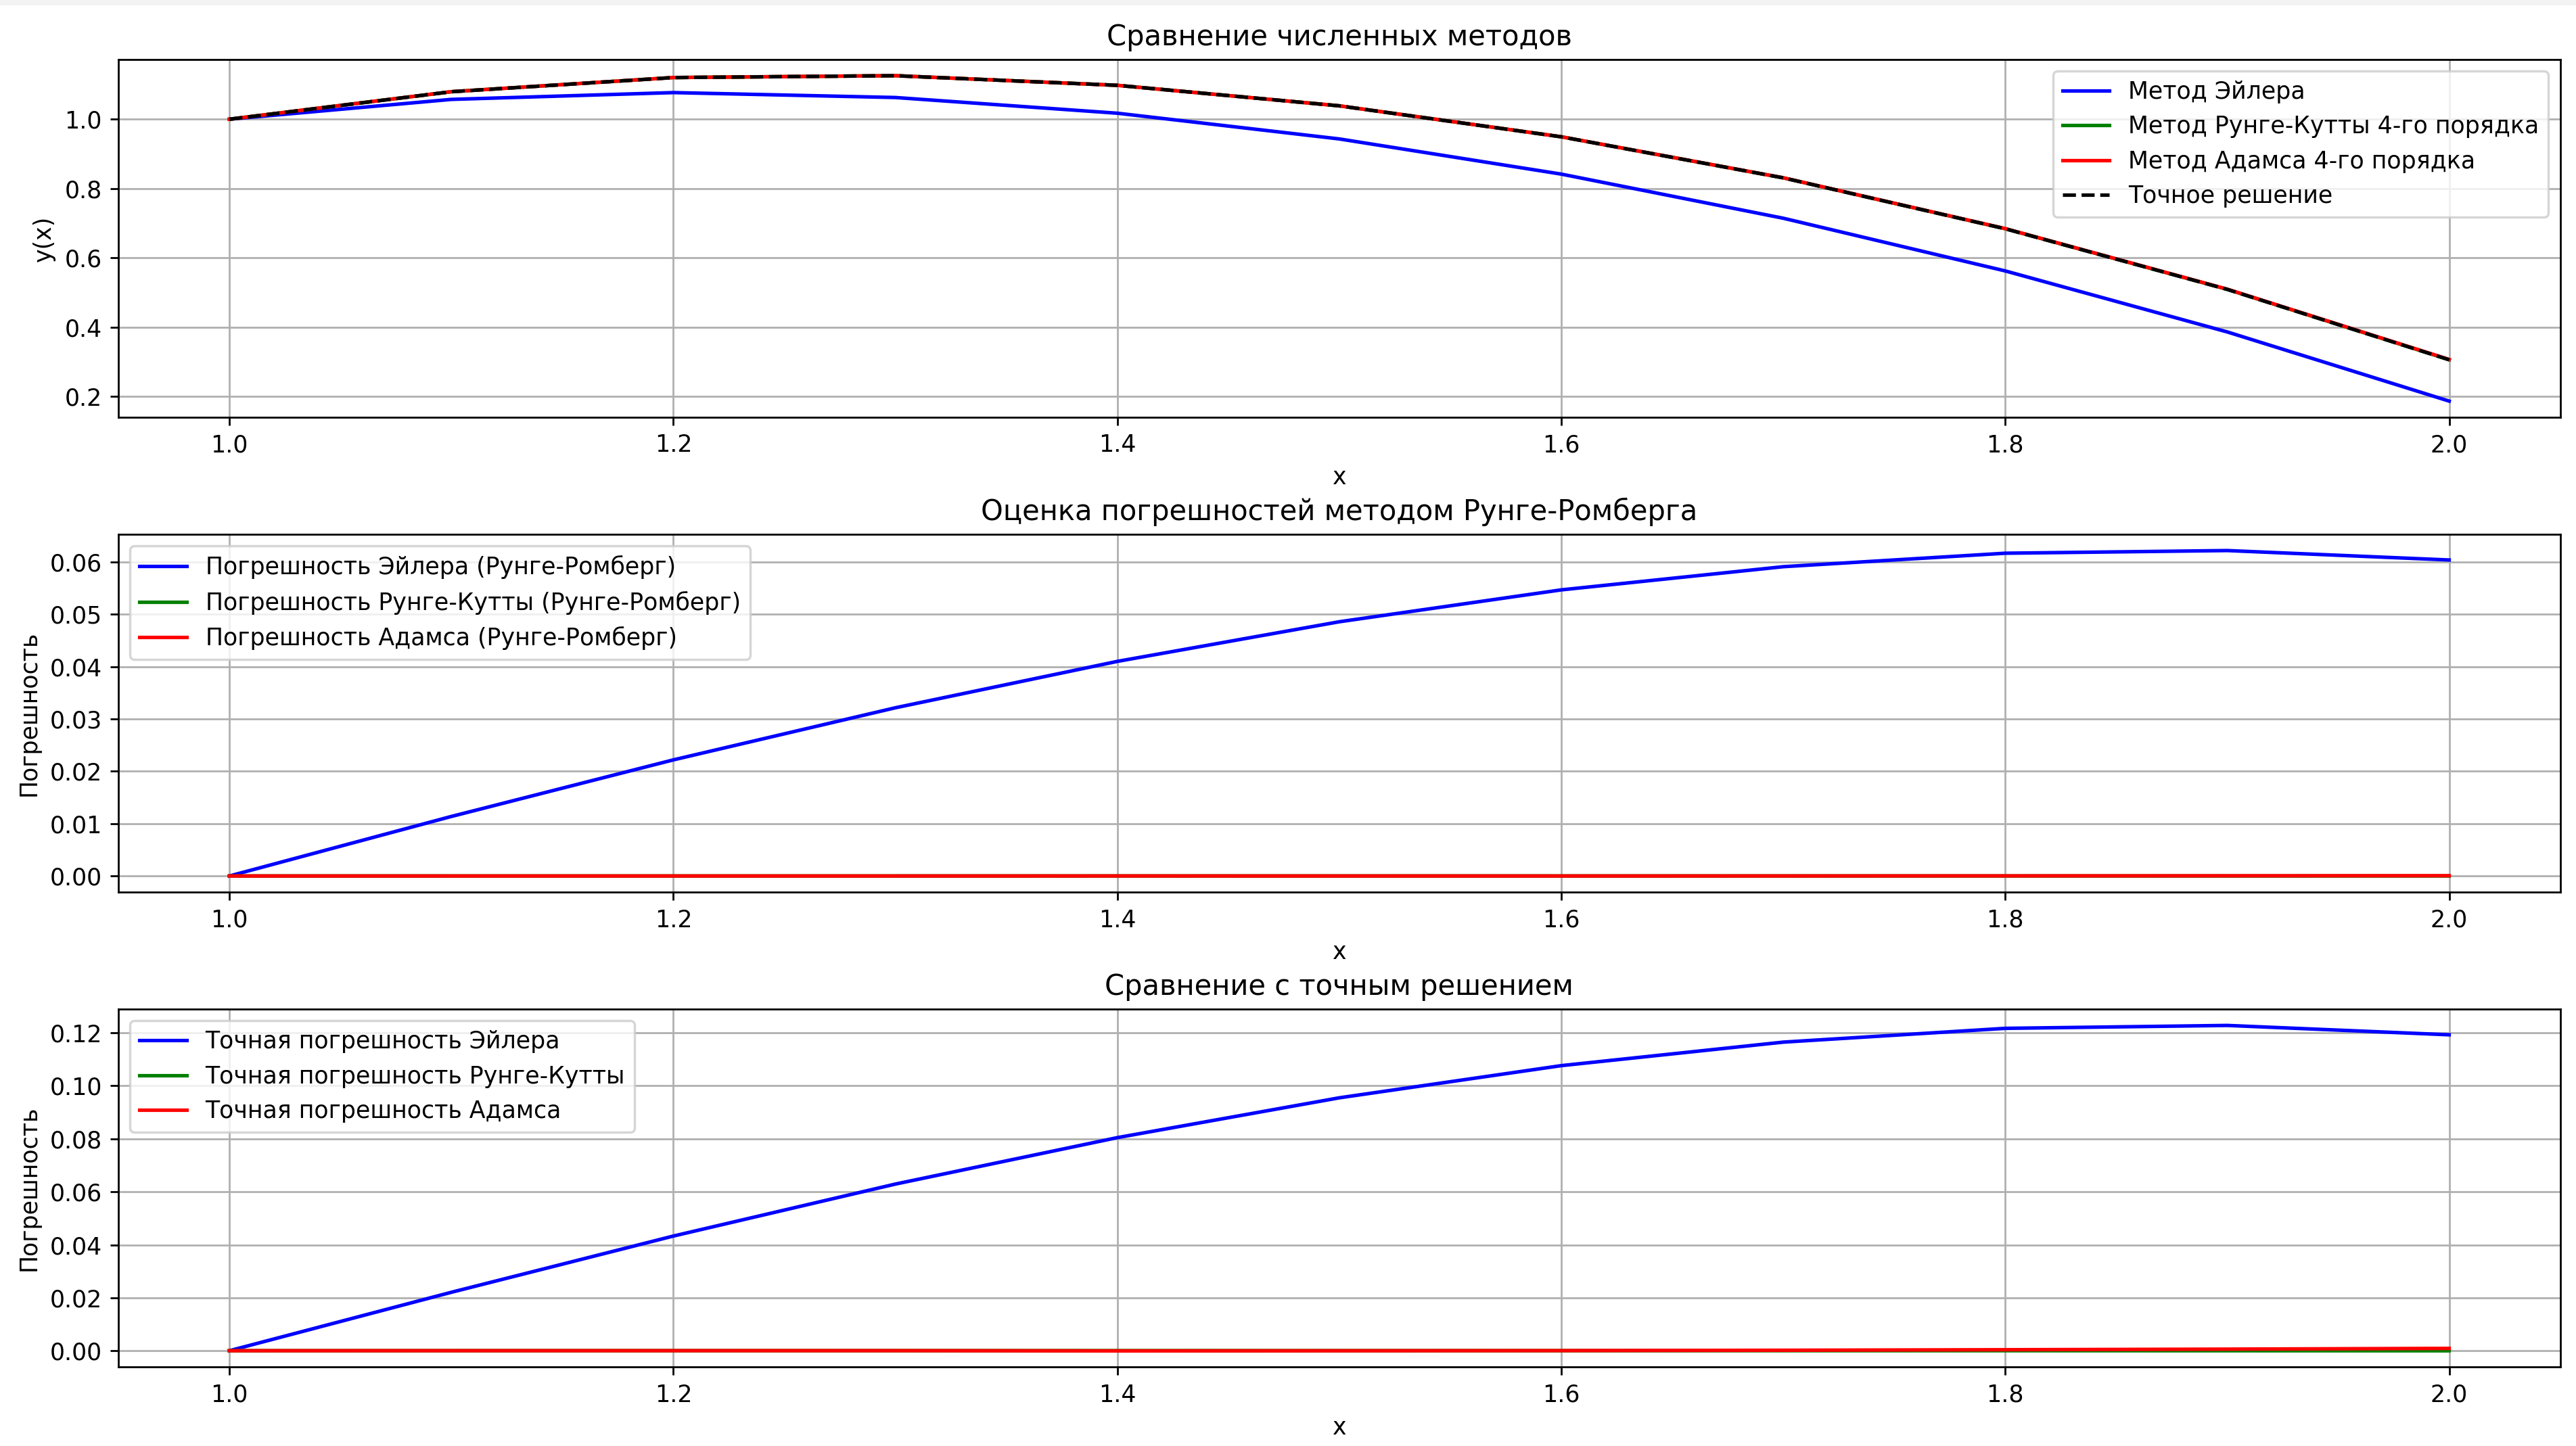 Сравнение численных методов
Метод Эйлера
Метод Рунге-Кутты 4-го порядка
Метод Адамса 4-го порядка
Точное решение
y(x)
1.0
0.8
0.6
0.4
0.2
1.0 1.2 1.4 1.6 1.8 2.0
x
Оценка погрешностей методом Рунге-Ромберга
Погрешность Эйлера (Рунге-Ромберг)
Погрешность Рунге-Кутты (Рунге-Ромберг)
Погрешность Адамса (Рунге-Ромберг)
Погрешность
0.06
0.05
0.04
0.03
0.02
0.01
0.00
1.0 1.2 1.4 1.6 1.8 2.0
x
Сравнение с точным решением
Точная погрешность Эйлера
Точная погрешность Рунге-Кутты
Точная погрешность Адамса
Погрешность
0.12
0.10
0.08
0.06
0.04
0.02
0.00
1.0 1.2 1.4 1.6 1.8 2.0
x